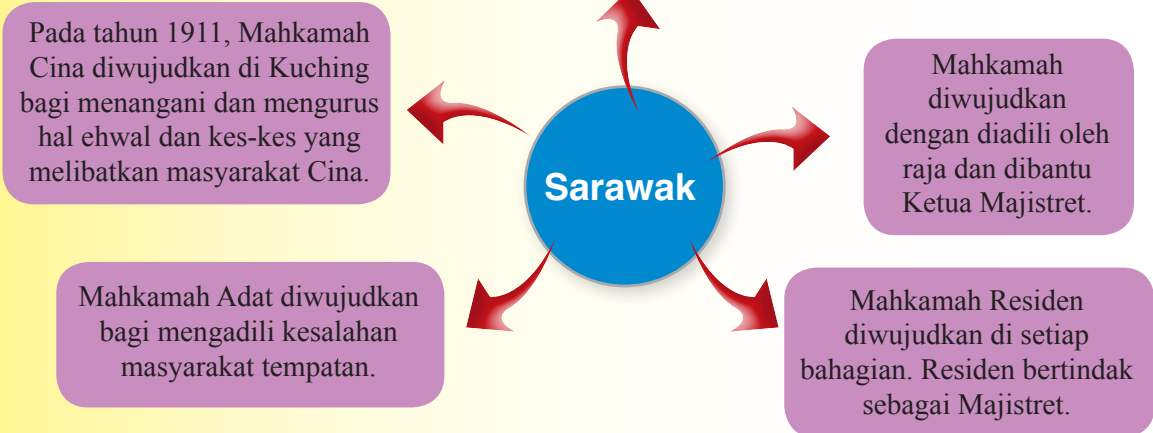 Pada tahun 1911, Mahkamah
Cina diwujudkan di Kuching
bagi menangani dan mengurus
hal ehwal dan kes-kes yang
melibatkan masyarakat Cina.
Mahkamah
diwujudkan
dengan diadili oleh
raja dan dibantu
Ketua Majistret.
Sarawak
Mahkamah Adat diwujudkan
bagi mengadili kesalahan
masyarakat tempatan.
Mahkamah Residen
diwujudkan di setiap
bahagian. Residen bertindak
sebagai Majistret.